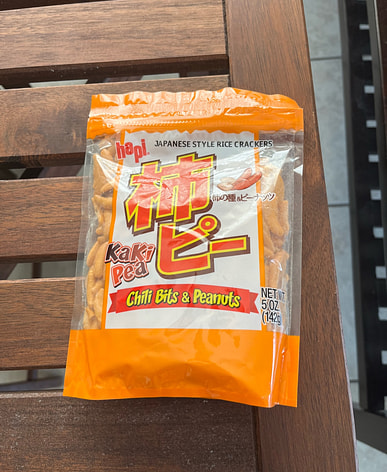 hapi
JAPANESE STYLE RICE CRACKERS
柿
柿の種&ピーナッツ
ピー
KaKi
Pea
Chili Bits & Peanuts
NET WT
5 OZ
(142g)